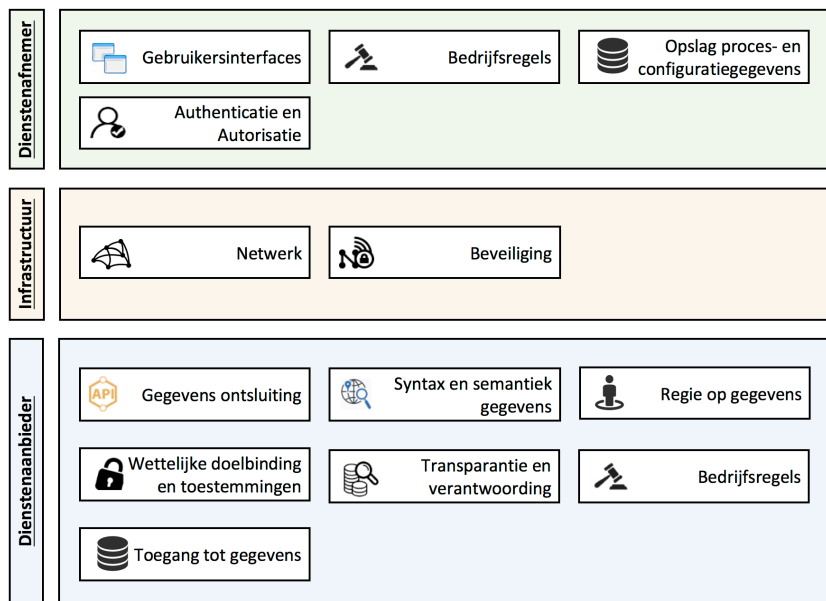 Dienstenafnemer
Gebruikersinterfaces
Bedrijfsregels
Opslag proces- en
configuratiegegevens
Authenticatie en
Autorisatie
Infrastructuur
Netwerk
Beveiliging
Dienstenaanbieder
API
Gegevens ontsluiting
Syntax en semantiek
gegevens
Regie op gegevens
Wettelijke doelbinding
en toestemmingen
Transparantie en
verantwoording
Bedrijfsregels
Toegang tot gegevens